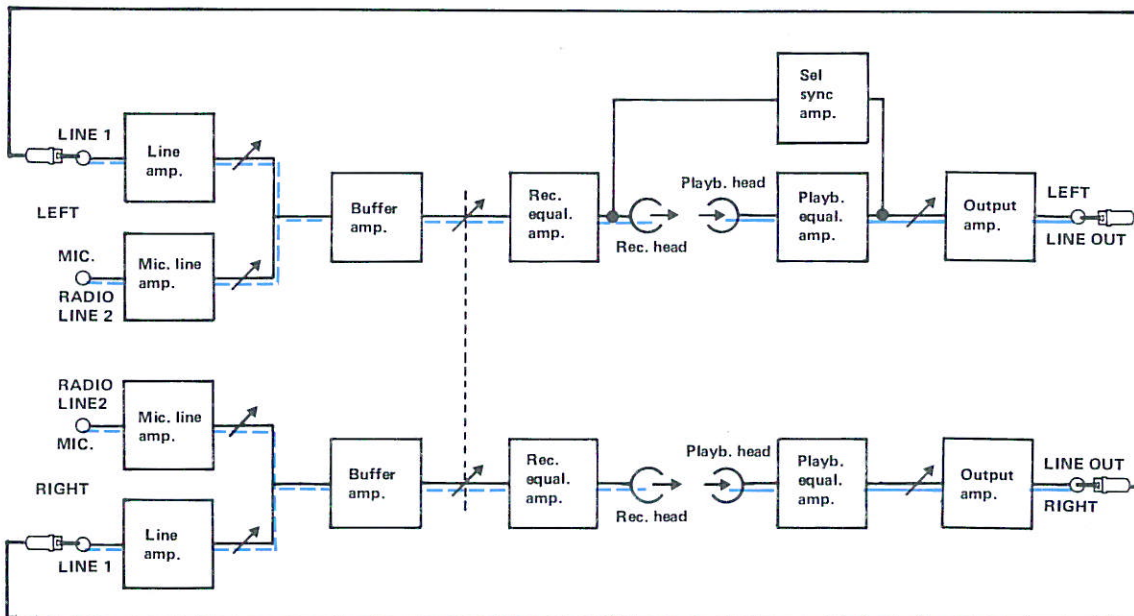 Sel
sync
amp.
LINE 1
Line
amp.
LEFT
Buffer
amp.
Rec.
equal.
amp.
Rec. head
Playb. head
Playb.
equal.
amp.
Output
amp.
LEFT
LINE OUT
MIC.
RADIO
LINE 2
Mic. line
amp.
RADIO
LINE2
MIC.
Mic. line
amp.
RIGHT
Buffer
amp.
Rec.
equal.
amp.
Rec. head
Playb. head
Playb.
equal.
amp.
Output
amp.
LINE OUT
RIGHT
LINE 1
Line
amp.